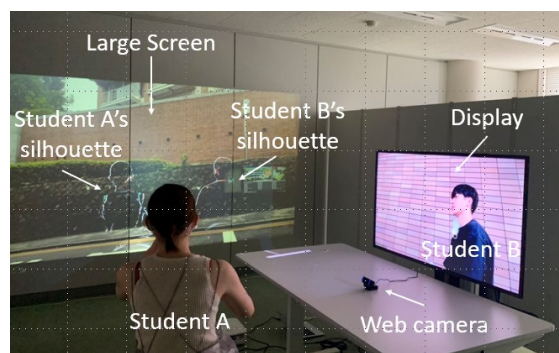 Large Screen
Student A's
silhouette
Student B's
silhouette
Display
Student B
Student A
Web camera